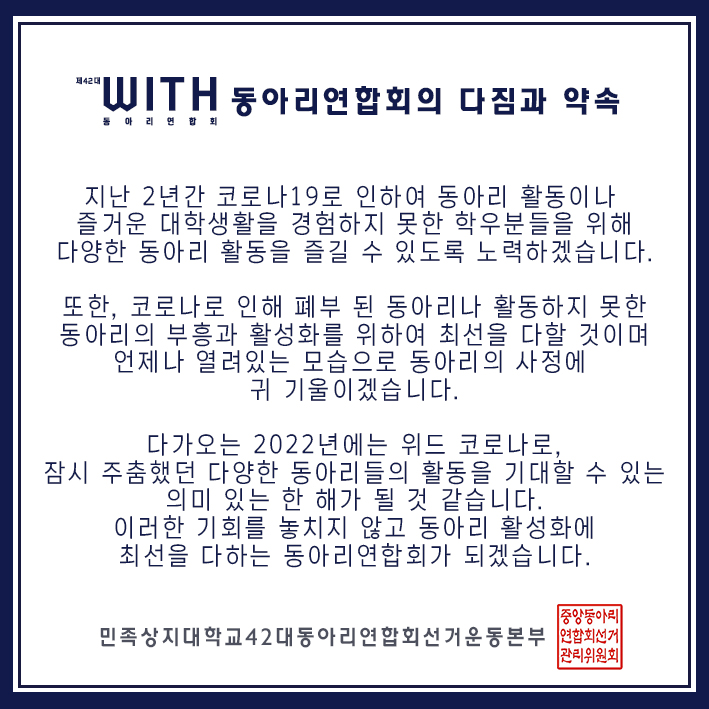 제42대
WITH 동아리연합회의 다짐과 약속
동아리연합회
지난 2년간 코로나19로 인하여 동아리 활동이나
즐거운 대학생활을 경험하지 못한 학우분들을 위해
다양한 동아리 활동을 즐길 수 있도록 노력하겠습니다.
또한, 코로나로 인해 폐부 된 동아리나 활동하지 못한
동아리의 부흥과 활성화를 위하여 최선을 다할 것이며
언제나 열려있는 모습으로 동아리의 사정에
귀 기울이겠습니다.
다가오는 2022년에는 위드 코로나로,
잠시 주춤했던 다양한 동아리들의 활동을 기대할 수 있는
의미 있는 한 해가 될 것 같습니다.
이러한 기회를 놓치지 않고 동아리 활성화에
최선을 다하는 동아리연합회가 되겠습니다.
민족상지대학교42대동아리연합회선거운동본부
중앙동아리
연합회선거
관리위원회